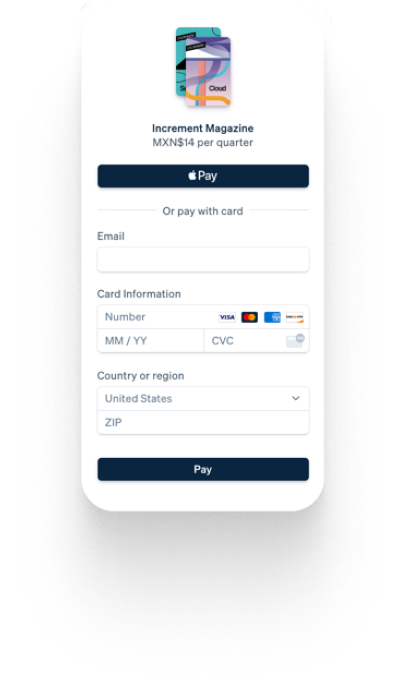 Cloud
Increment Magazine
MXN$14 per quarter
Pay
Or pay with card
Email
Card Information
Number VISA
MM / YY CVC
Country or region
United States
ZIP
Pay